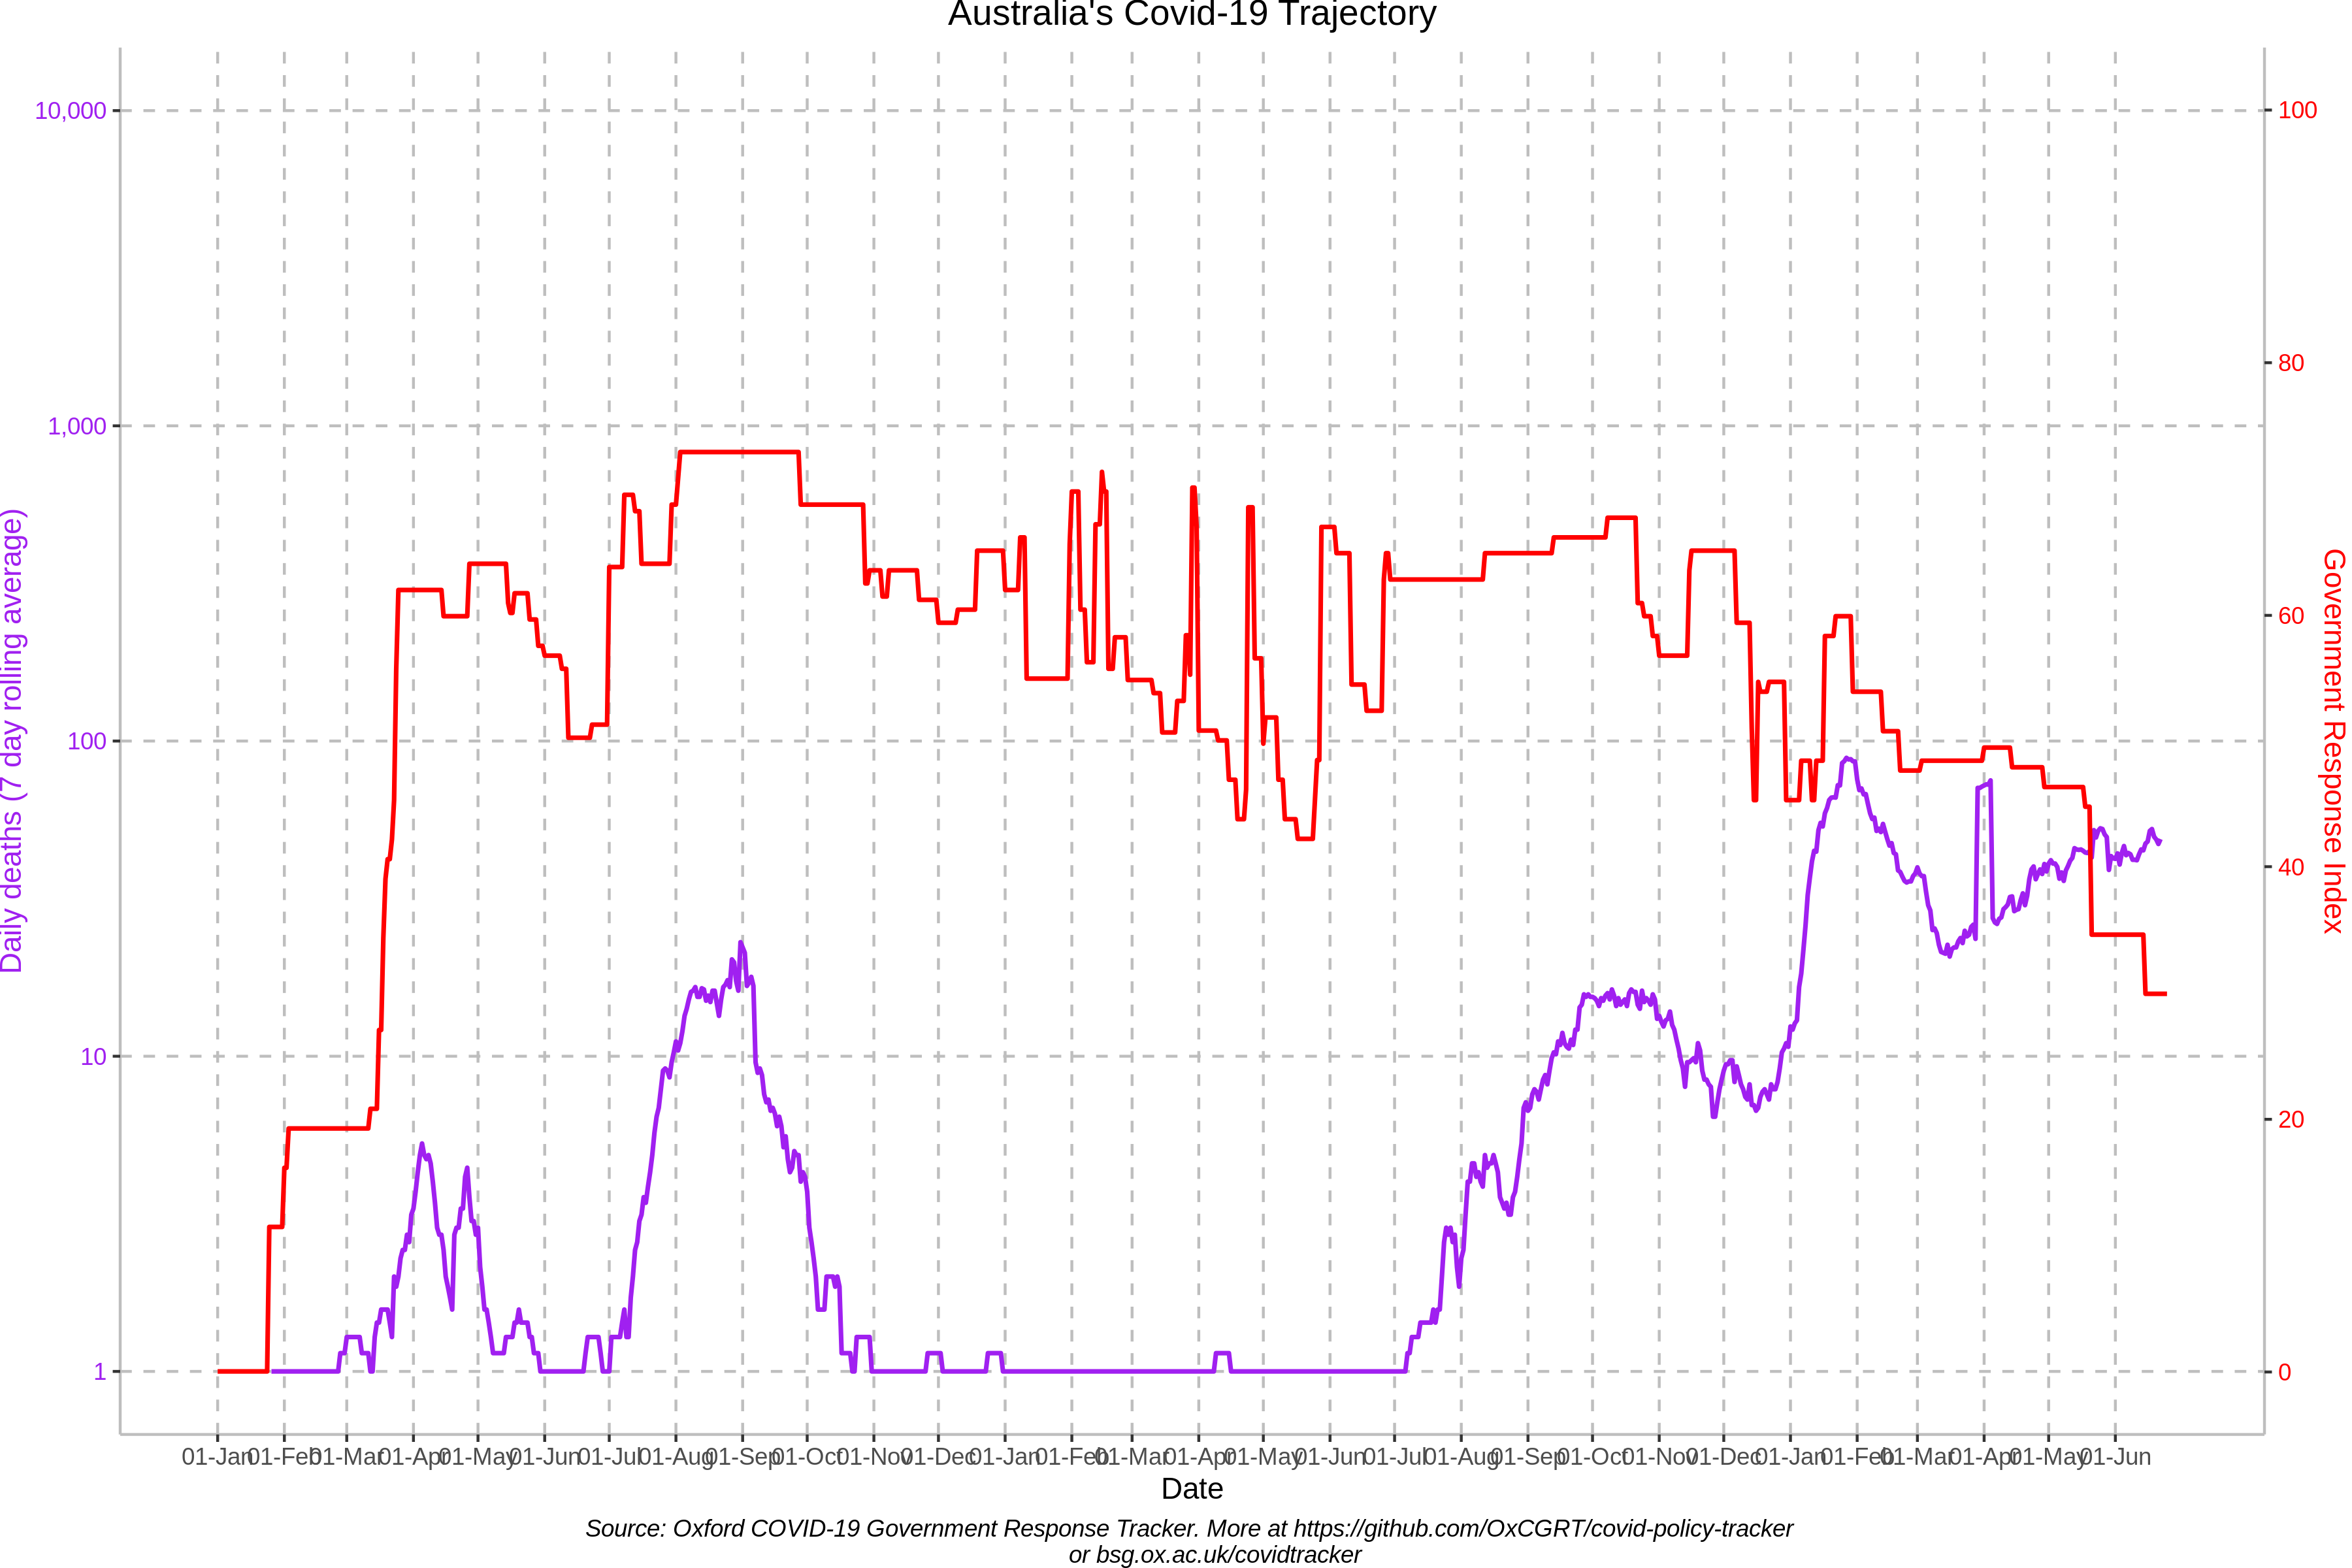 Australia's Covid-19 Trajectory
10,000
1,000
100
10
1
Daily deaths (7 day rolling average)
100
80
60
40
20
0
Government Response Index
01-Jan 01-Feb 01-Mar 01-Apr 01-May 01-Jun 01-Jul 01-Aug 01-Sep 01-Oct 01-Nov 01-Dec 01-Jan 01-Feb 01-Mar 01-Apr 01-May 01-Jun 01-Jul 01-Aug 01-Sep 01-Oct 01-Nov 01-Dec 01-Jan 01-Feb 01-Mar 01-Apr 01-May 01-Jun
Date
Source: Oxford COVID-19 Government Response Tracker. More at https://github.com/OxCGRT/covid-policy-tracker
or bsg.ox.ac.uk/covidtracker